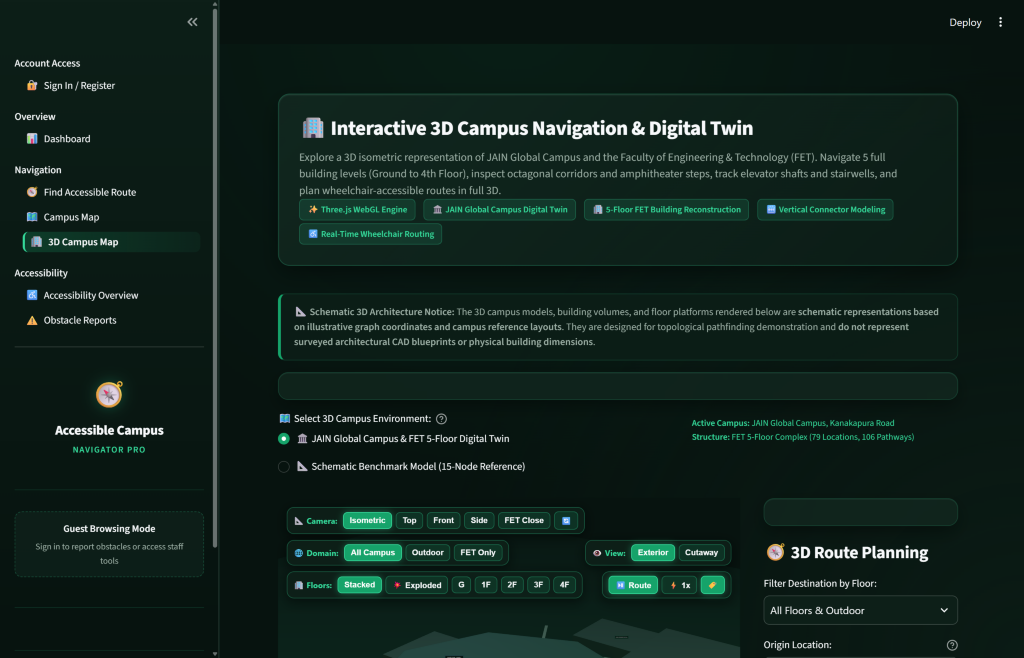 Deploy
Account Access
Sign In / Register
Overview
Dashboard
Navigation
Find Accessible Route
Campus Map
3D Campus Map
Accessibility
Accessibility Overview
Obstacle Reports
Accessible Campus
NAVIGATOR PRO
Guest Browsing Mode
Sign in to report obstacles or access staff
tools
Interactive 3D Campus Navigation & Digital Twin
Explore a 3D isometric representation of JAIN Global Campus and the Faculty of Engineering & Technology (FET). Navigate 5 full
building levels (Ground to 4th Floor), inspect octagonal corridors and amphitheater steps, track elevator shafts and stairwells, and
plan wheelchair-accessible routes in full 3D.
Three.js WebGL Engine
JAIN Global Campus Digital Twin
5-Floor FET Building Reconstruction
Vertical Connector Modeling
Real-Time Wheelchair Routing
Schematic 3D Architecture Notice: The 3D campus models, building volumes, and floor platforms rendered below are schematic representations based
on illustrative graph coordinates and campus reference layouts. They are designed for topological pathfinding demonstration and do not represent
surveyed architectural CAD blueprints or physical building dimensions.
Select 3D Campus Environment:
JAIN Global Campus & FET 5-Floor Digital Twin
Schematic Benchmark Model (15-Node Reference)
Active Campus: JAIN Global Campus, Kanakapura Road
Structure: FET 5-Floor Complex (79 Locations, 106 Pathways)
Camera: Isometric Top Front Side FET Close
Domain: All Campus Outdoor FET Only
View: Exterior Cutaway
Floors: Stacked Exploded G 1F 2F 3F 4F
Route 1x
3D Route Planning
Filter Destination by Floor:
All Floors & Outdoor
Origin Location: